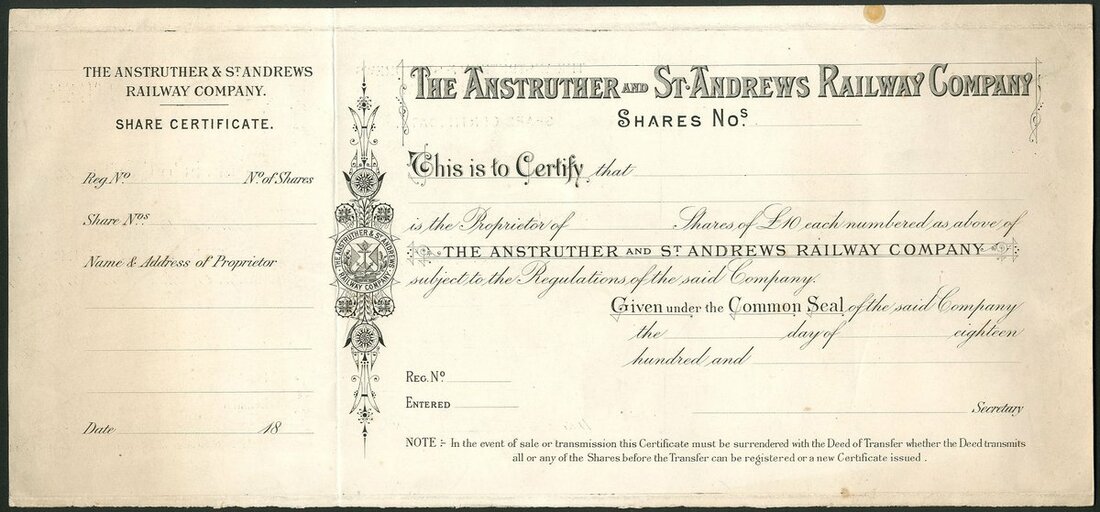 THE ANSTRUTHER & ST ANDREWS
RAILWAY COMPANY.
SHARE CERTIFICATE.
Reg. No. No. of Shares
Share Nos
Name & Address of Proprietor
Date 18
THE ANSTRUTHER & ST ANDREWS
RAILWAY COMPANY
THE ANSTRUTHER AND ST. ANDREWS RAILWAY COMPANY
SHARES Nos.
This is to Certify that
is the Proprietor of Shares of £10 each numbered as above of
THE ANSTRUTHER AND ST. ANDREWS RAILWAY COMPANY
subject to the Regulations of the said Company.
Given under the Common Seal of the said Company
the day of eighteen
hundred and
REG. No.
ENTERED
Secretary
NOTE :- In the event of sale or transmission this Certificate must be surrendered with the Deed of Transfer whether the Deed transmits
all or any of the Shares before the Transfer can be registered or a new Certificate issued.